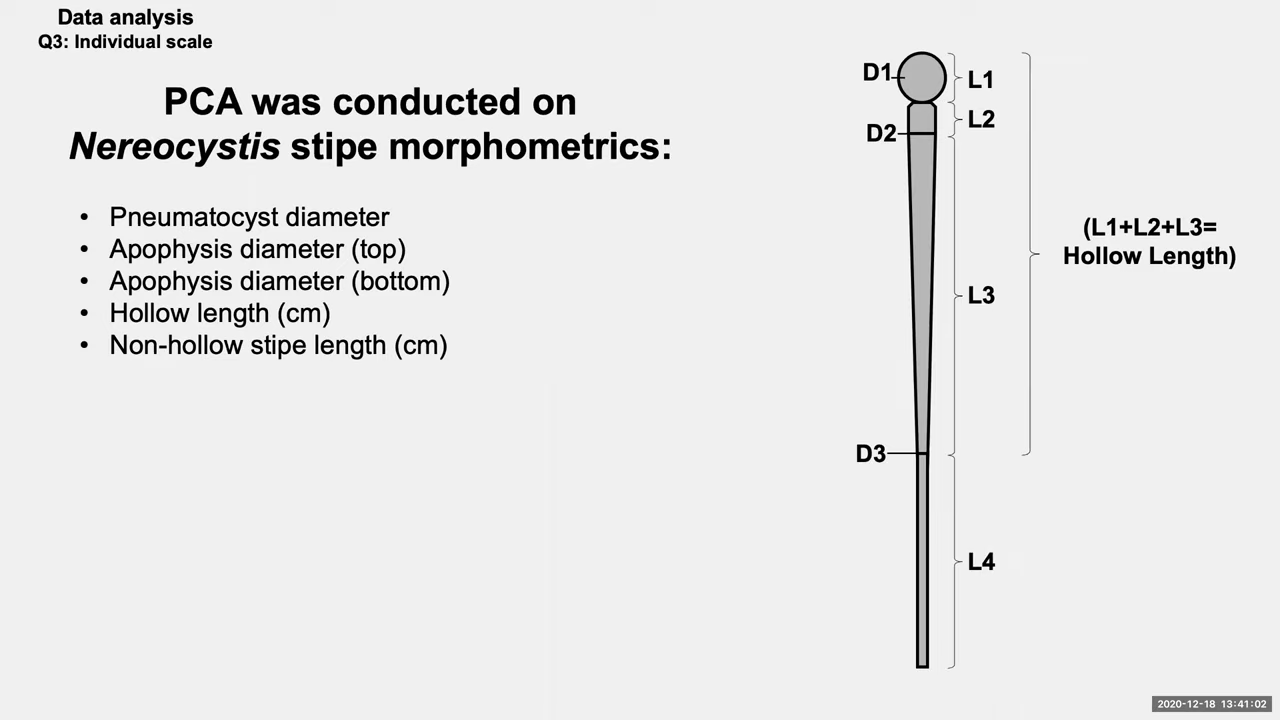 Data analysis
Q3: Individual scale
PCA was conducted on
Nereocystis stipe morphometrics:
• Pneumatocyst diameter
• Apophysis diameter (top)
• Apophysis diameter (bottom)
• Hollow length (cm)
• Non-hollow stipe length (cm)
D1
L1
L2
D2
(L1+L2+L3=
Hollow Length)
L3
D3
L4
2020-12-18 13:41:02